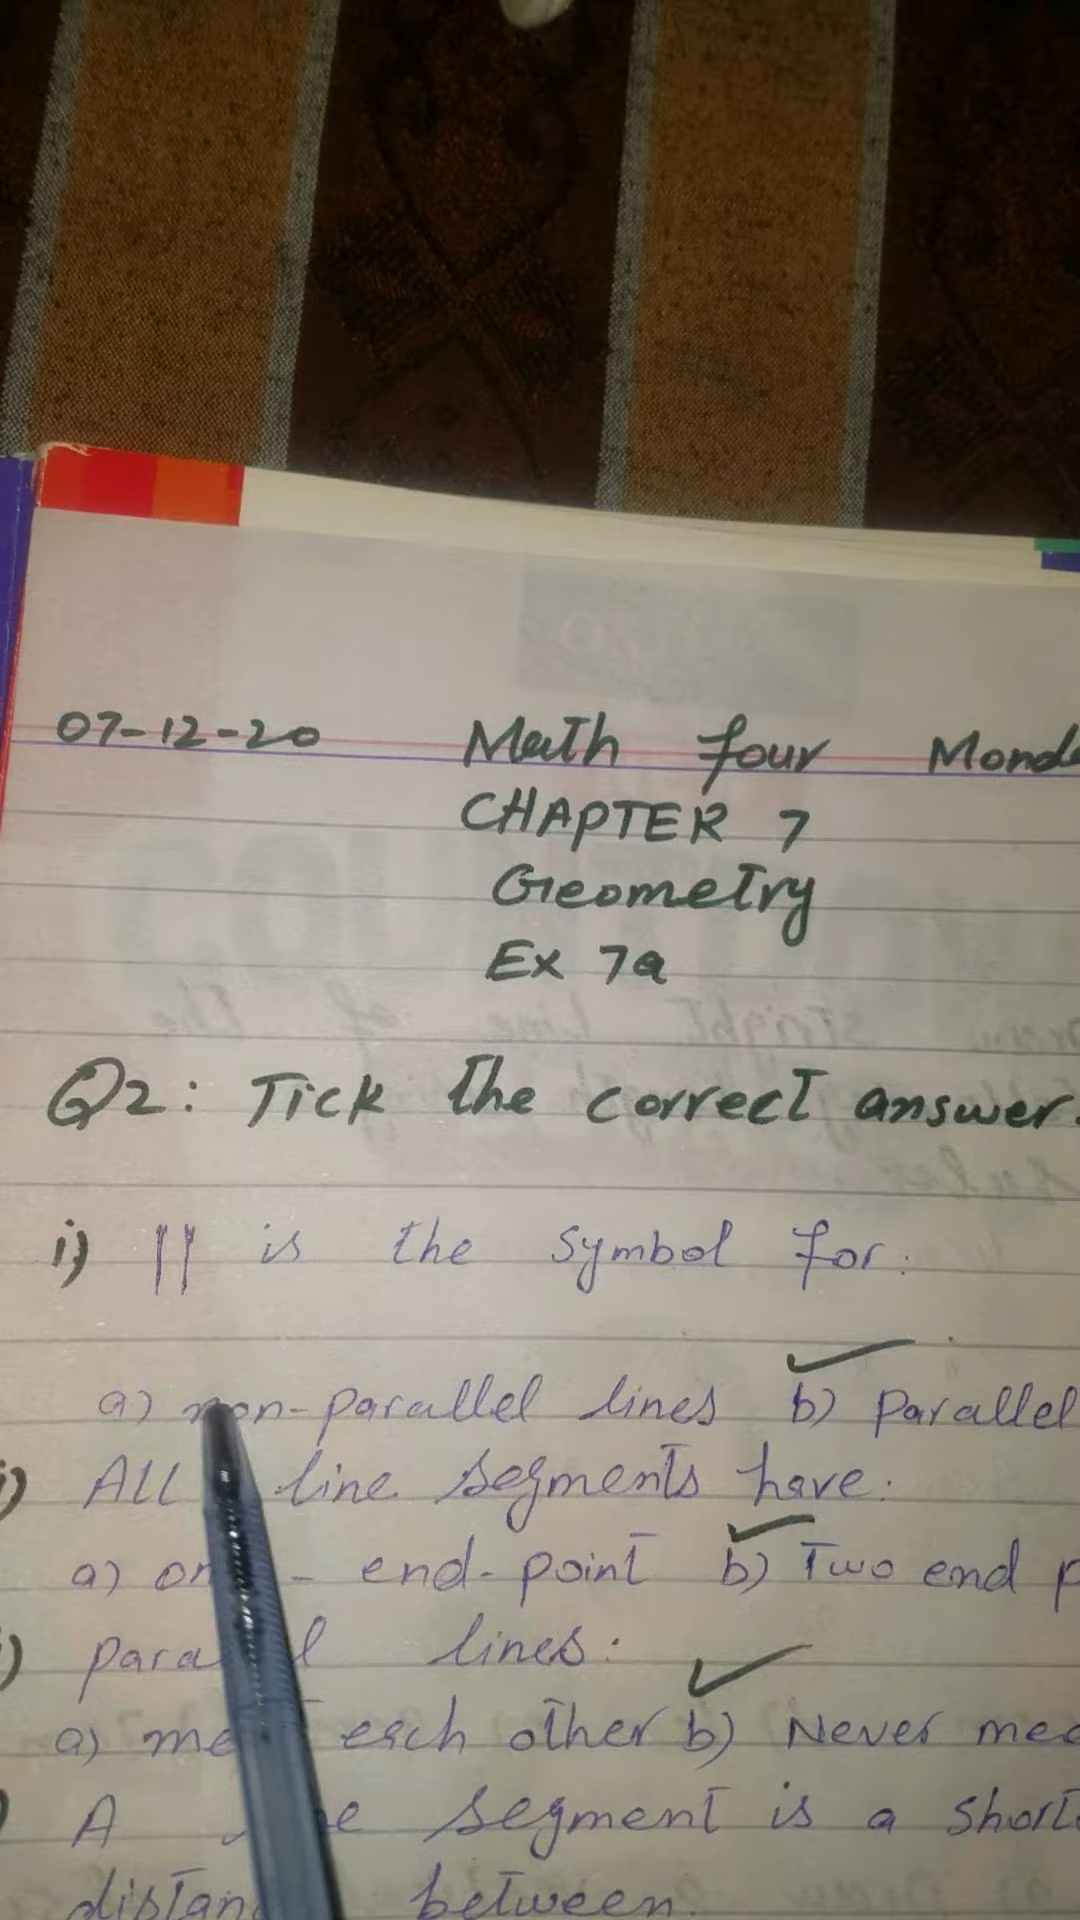 07-12-20 Math four
CHAPTER 7
Geometry
Ex 7a
Q2: Tick the correct answer.
i) || is the symbol for:
a) non-parallel lines b) Parallel
All line segments have:
a) end-point b) Two end
lines:
a) each other b) Never
A segment is a
between